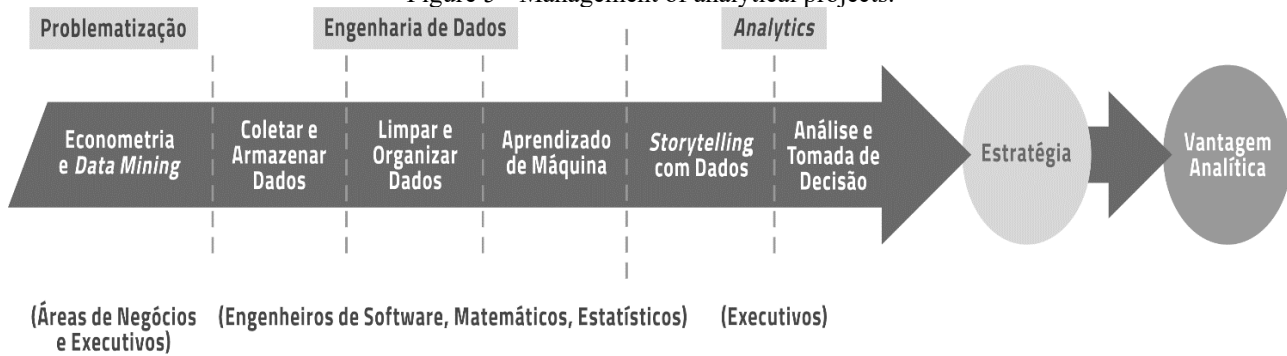 Figure 3 – Management of analytical projects.
Problematização
Engenharia de Dados
Analytics
Econometria
e Data Mining
Coletar e
Armazenar
Dados
Limpar e
Organizar
Dados
Aprendizado
de Máquina
Storytelling
com Dados
Análise e
Tomada de
Decisão
Estratégia
Vantagem
Analítica
(Áreas de Negócios
e Executivos)
(Engenheiros de Software, Matemáticos, Estatísticos)
(Executivos)